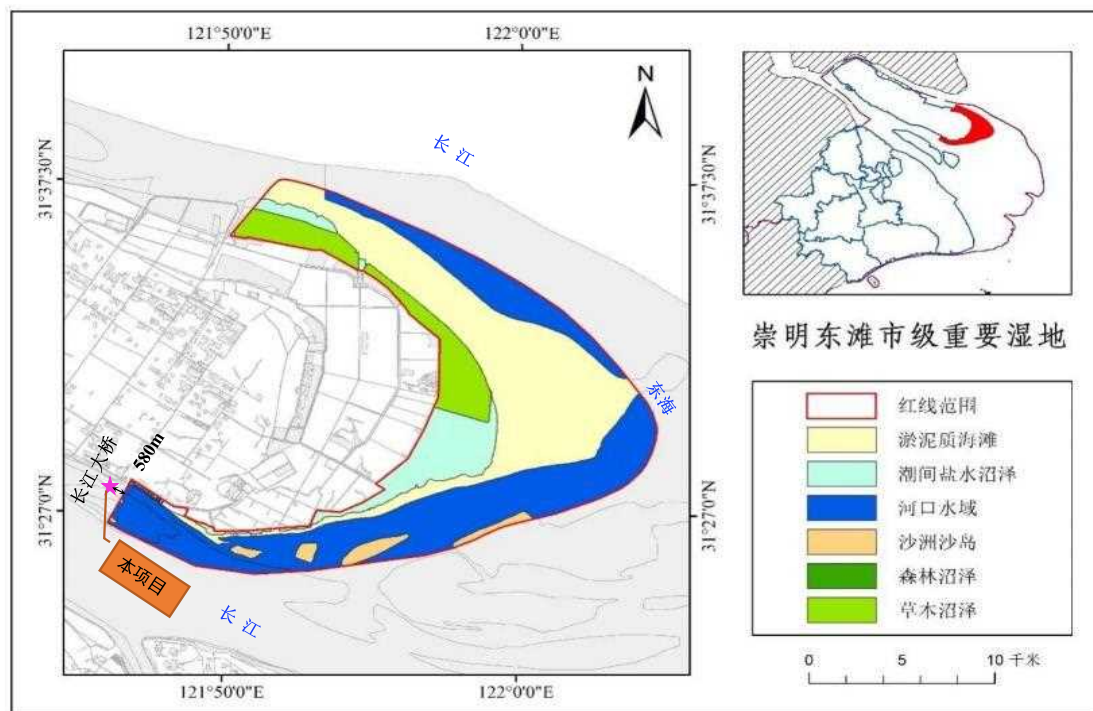 121°50'0"E
122°0'0"E
N
长江
31°37'30"N
31°37'30"N
崇明东滩市级重要湿地
东海
红线范围
淤泥质海滩
潮间盐水沼泽
河口水域
沙洲沙岛
森林沼泽
草木沼泽
长江大桥
580m
31°27'0"N
31°27'0"N
本项目
长江
0 5 10 千米
121°50'0"E
122°0'0"E